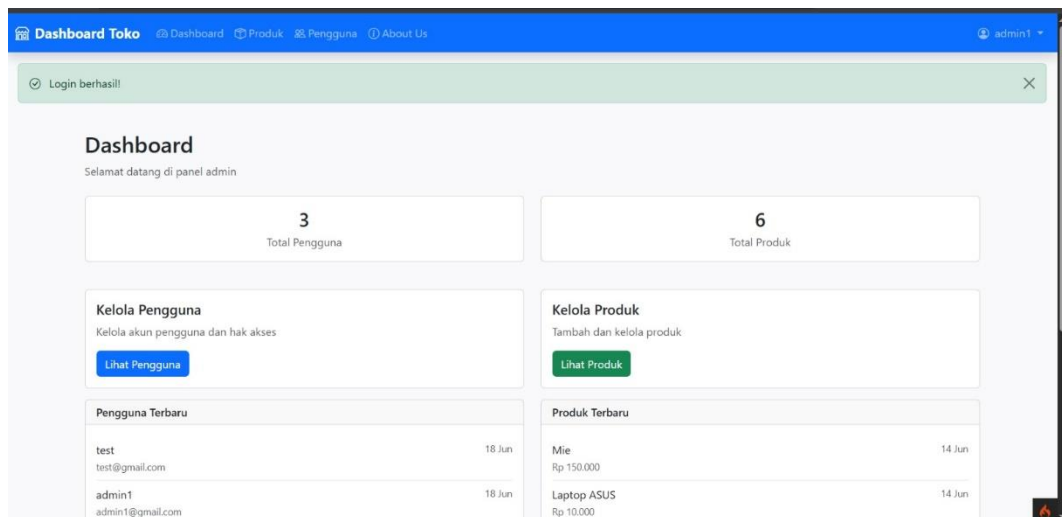 Dashboard Toko Dashboard Produk Pengguna About Us admin1
Login berhasil!
Dashboard
Selamat datang di panel admin
3
Total Pengguna
6
Total Produk
Kelola Pengguna
Kelola akun pengguna dan hak akses
Lihat Pengguna
Kelola Produk
Tambah dan kelola produk
Lihat Produk
Pengguna Terbaru
test 18 Jun
test@gmail.com
admin1 18 Jun
admin1@gmail.com
Produk Terbaru
Mie 14 Jun
Rp 150.000
Laptop ASUS 14 Jun
Rp 10.000